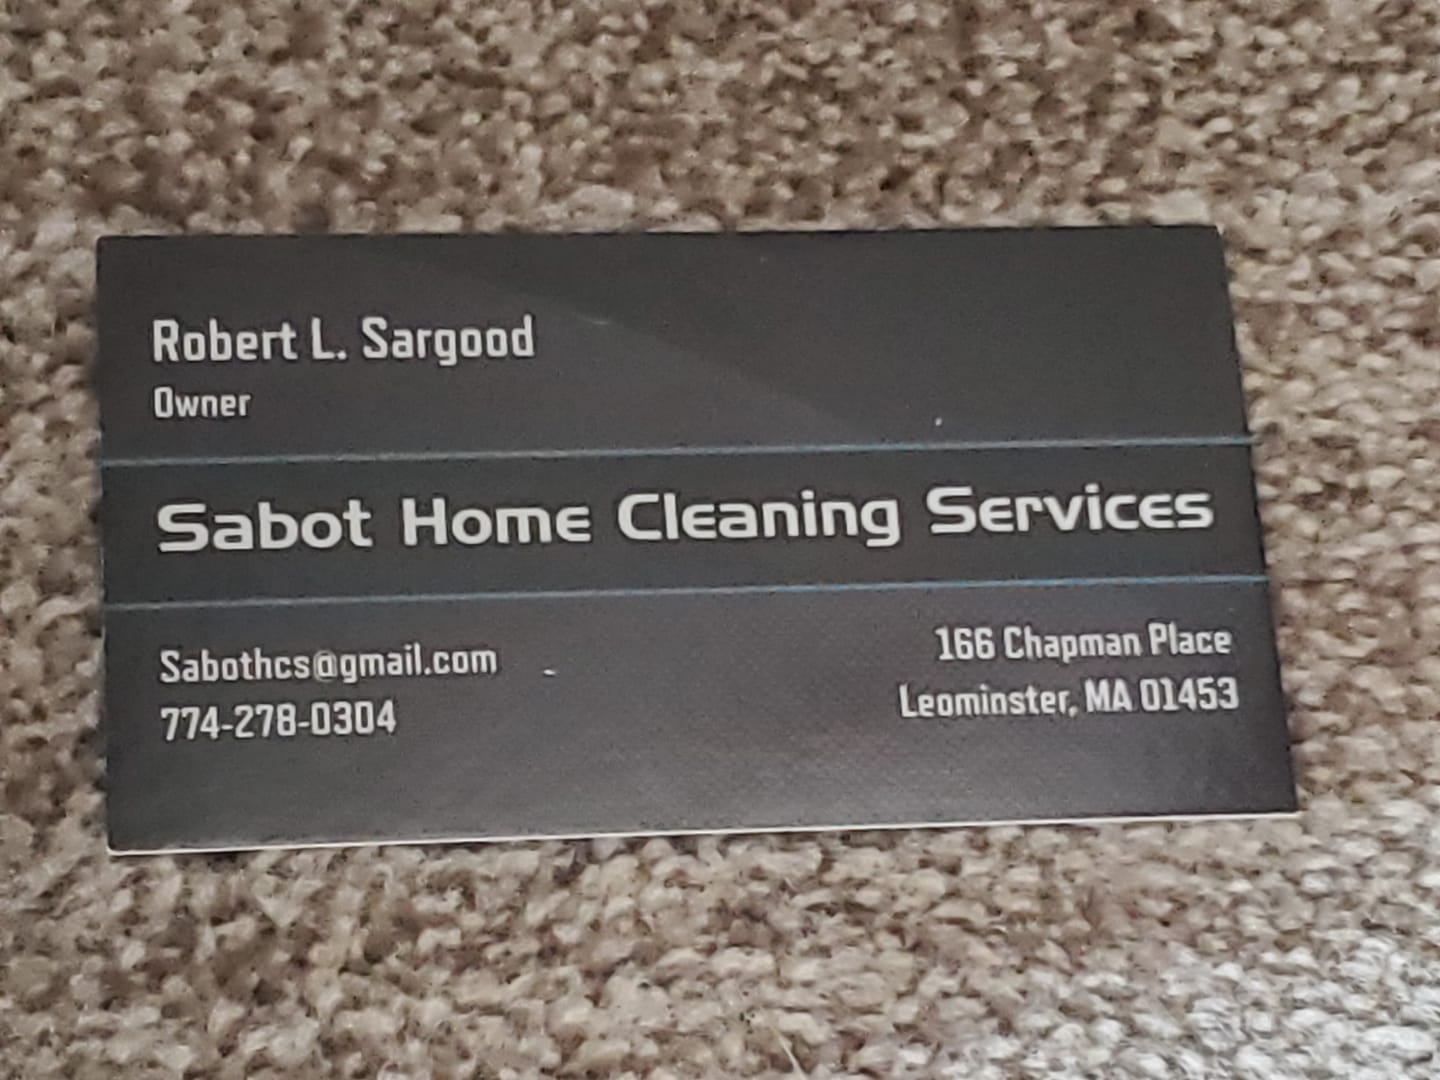 Robert L. Sargood
Owner
Sabot Home Cleaning Services
Sabothcs@gmail.com
774-278-0304
166 Chapman Place
Leominster, MA 01453